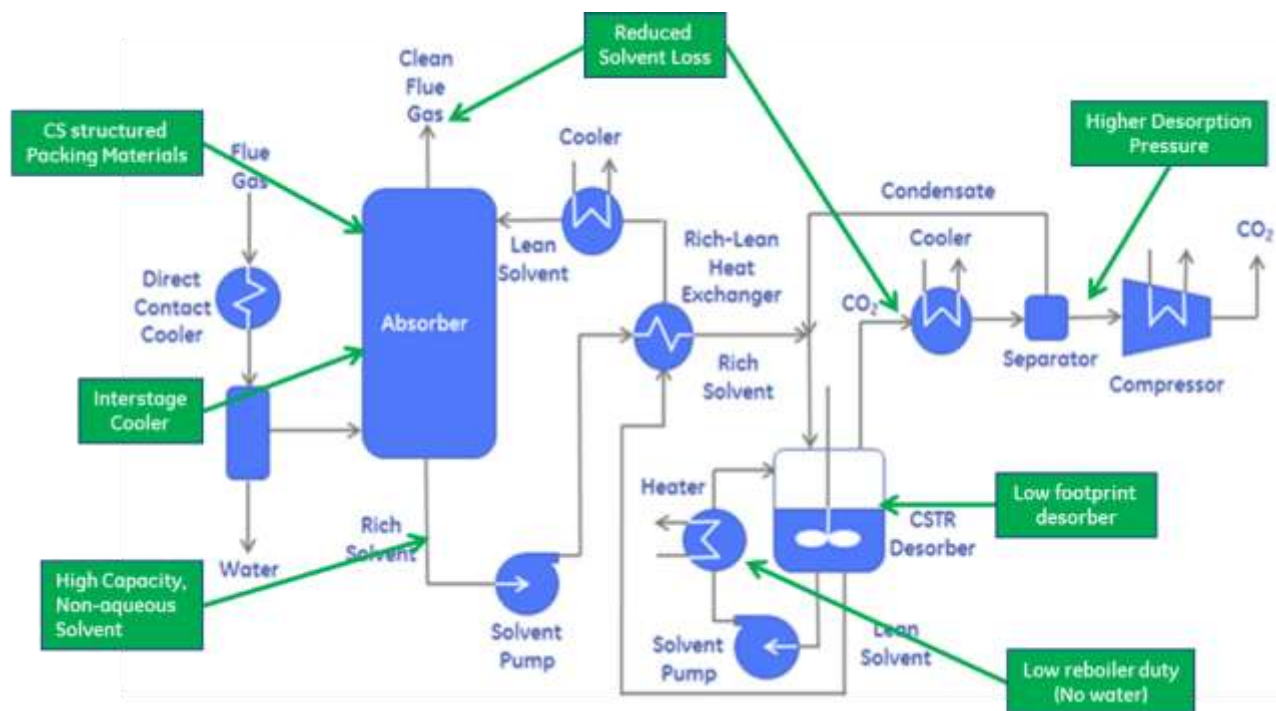 Reduced
Solvent Loss
Clean
Flue
Gas
CS structured
Packing Materials
Flue
Gas
Cooler
Higher Desorption
Pressure
Condensate
Lean
Solvent
Rich-Lean
Heat
Exchanger
Cooler
CO₂
CO₂
Direct
Contact
Cooler
Absorber
Rich
Solvent
Separator
Compressor
Interstage
Cooler
Heater
CSTR
Desorber
Low footprint
desorber
Rich
Solvent
Water
High Capacity,
Non-aqueous
Solvent
Solvent
Pump
Solvent
Pump
Lean
Solvent
Low reboiler duty
(No water)